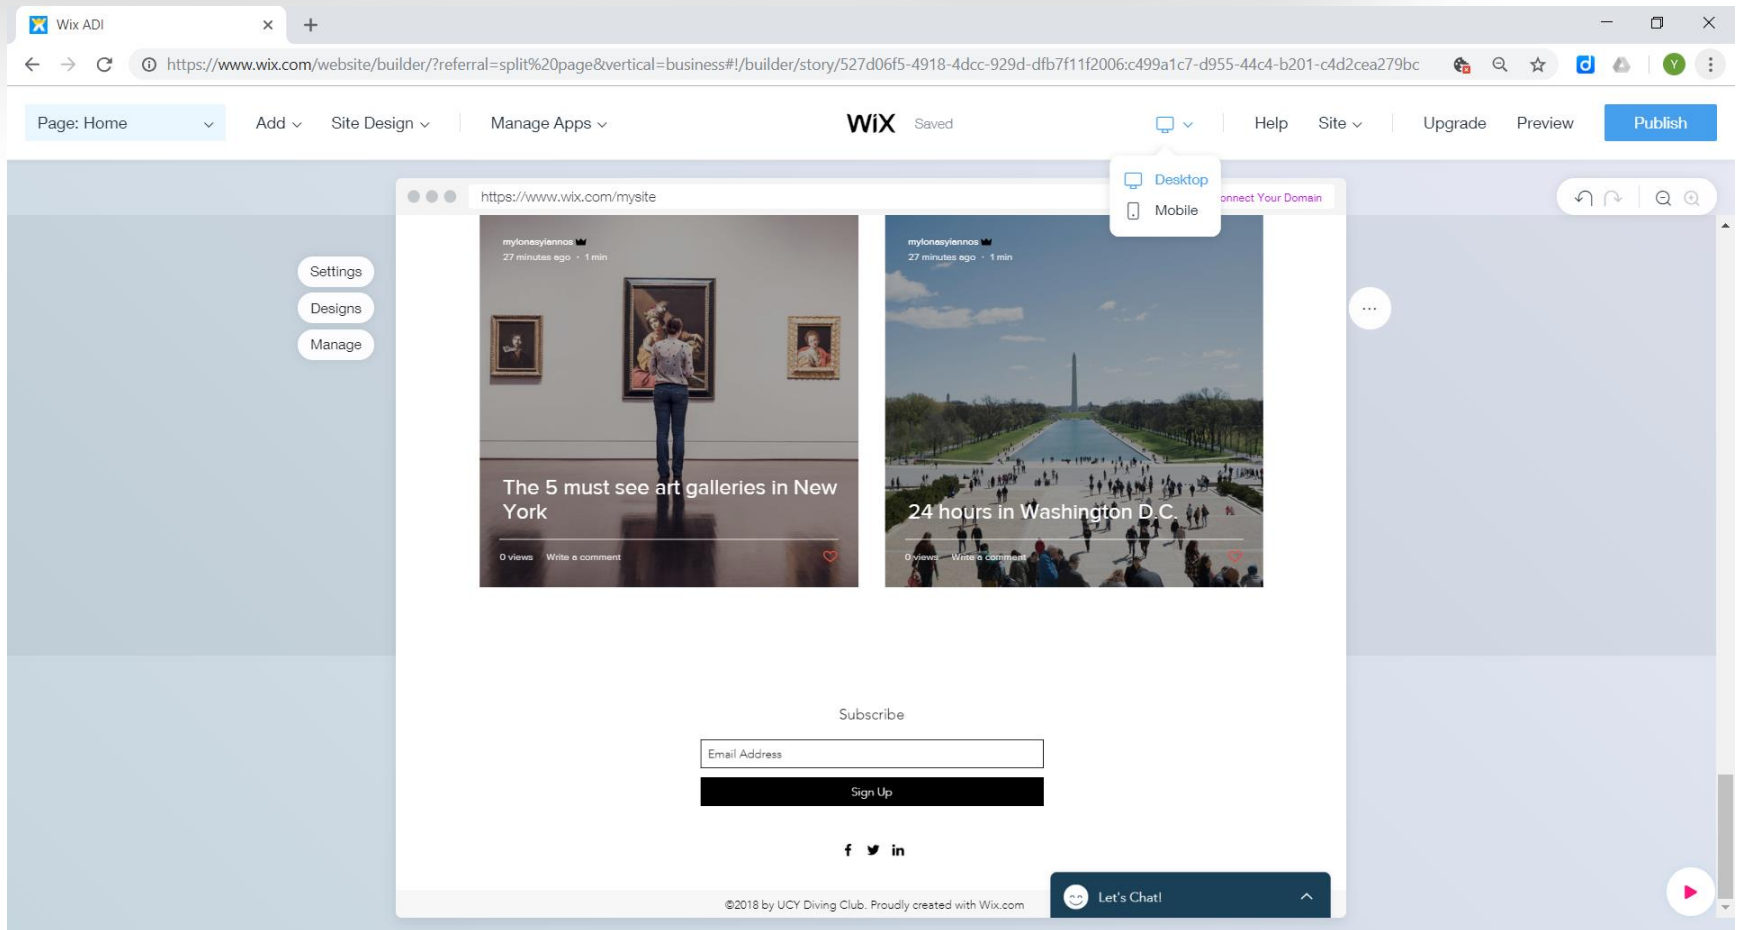 Wix ADI
https://www.wix.com/website/builder/?referral=split%20page&vertical=business#!/builder/story/527d06f5-4918-4dcc-929d-dfb7f11f2006:c499a1c7-d955-44c4-b201-c4d2cea279bc
Y
Page: Home
Add
Site Design
Manage Apps
WiX
Saved
Help
Site
Upgrade
Preview
Publish
Desktop
Mobile
https://www.wix.com/mysite
onnect Your Domain
Settings
Designs
Manage
mylonasyiannos
27 minutes ago · 1 min
The 5 must see art galleries in New
York
0 views Write a comment
mylonasyiannos
27 minutes ago · 1 min
24 hours in Washington D.C.
0 views Write a comment
Subscribe
Email Address
Sign Up
©2018 by UCY Diving Club. Proudly created with Wix.com
Let's Chat!